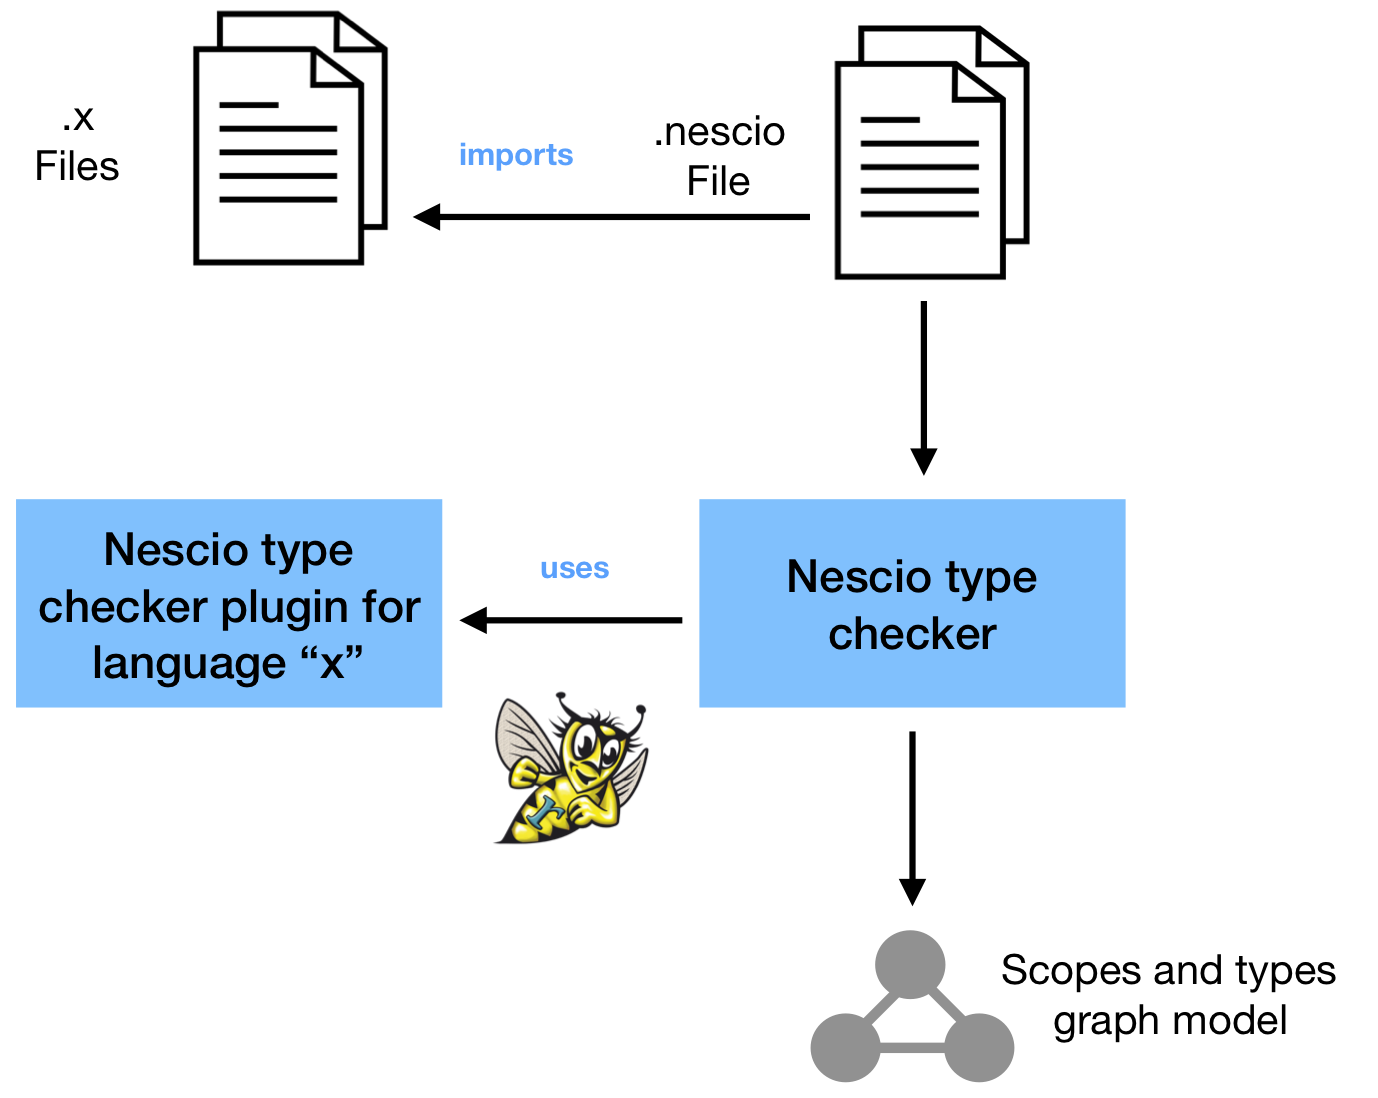 .x
Files
imports
.nescio
File
Nescio type
checker plugin for
language “x”
uses
Nescio type
checker
r
Scopes and types
graph model